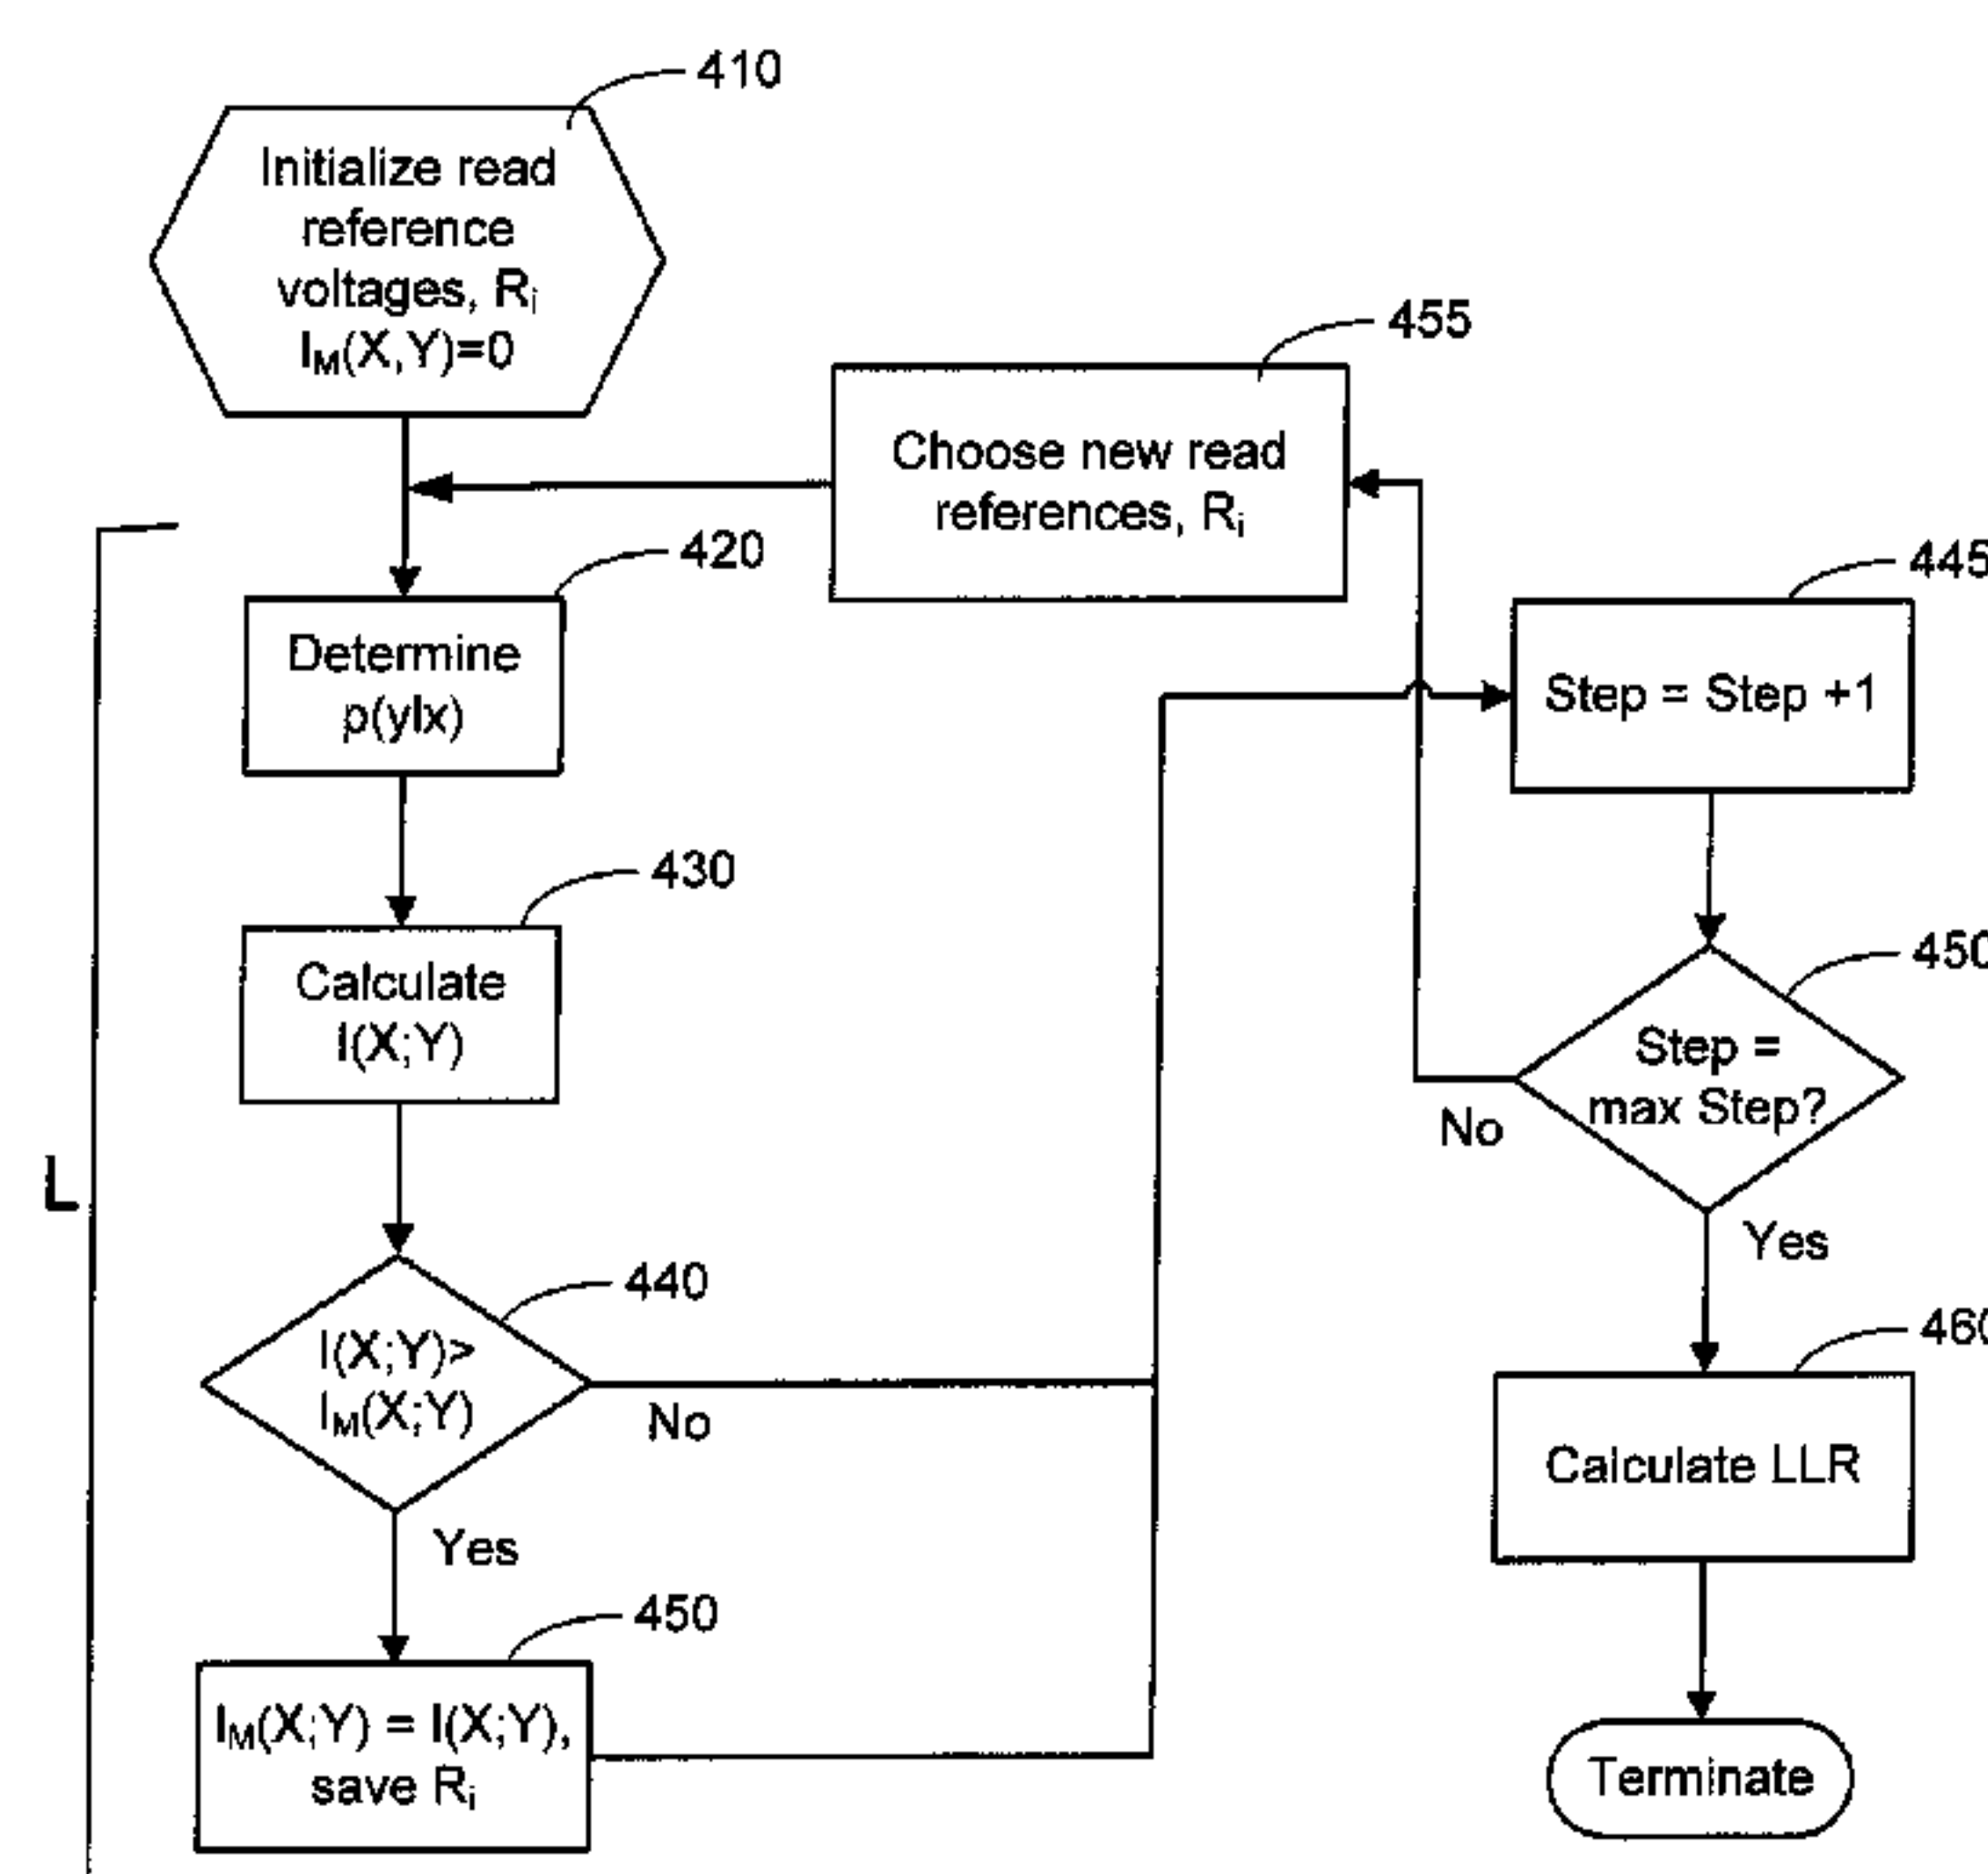 410
Initialize read
reference
voltages, Rᵢ
I_M(X,Y)=0
455
Choose new read
references, Rᵢ
420
Determine
p(y|x)
445
Step = Step +1
430
Calculate
I(X;Y)
450
Step =
max Step?
No
Yes
L
440
I(X;Y)>
I_M(X;Y)
No
Yes
460
Calculate LLR
450
I_M(X;Y) = I(X;Y),
save Rᵢ
Terminate